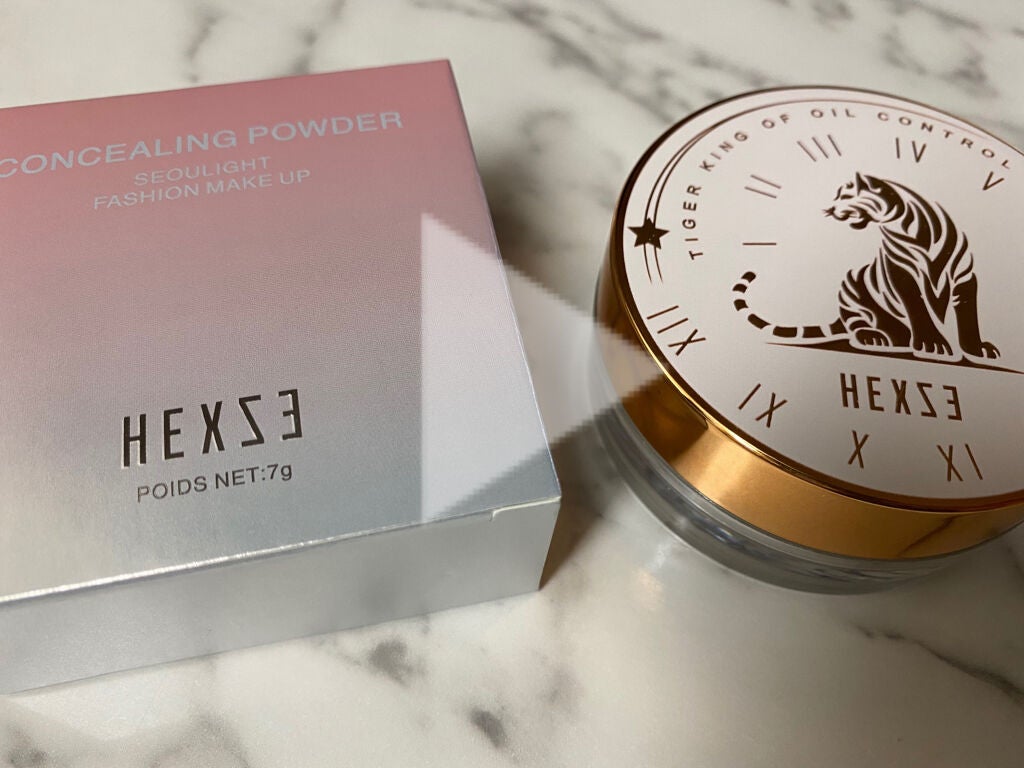 CONCEALING POWDER
SEOULIGHT
FASHION MAKE UP
HEXZE
POIDS NET:7g
TIGER KING OF OIL CONTROL
I
II
III
IV
V
HEXZE
IX
X
XI
XII